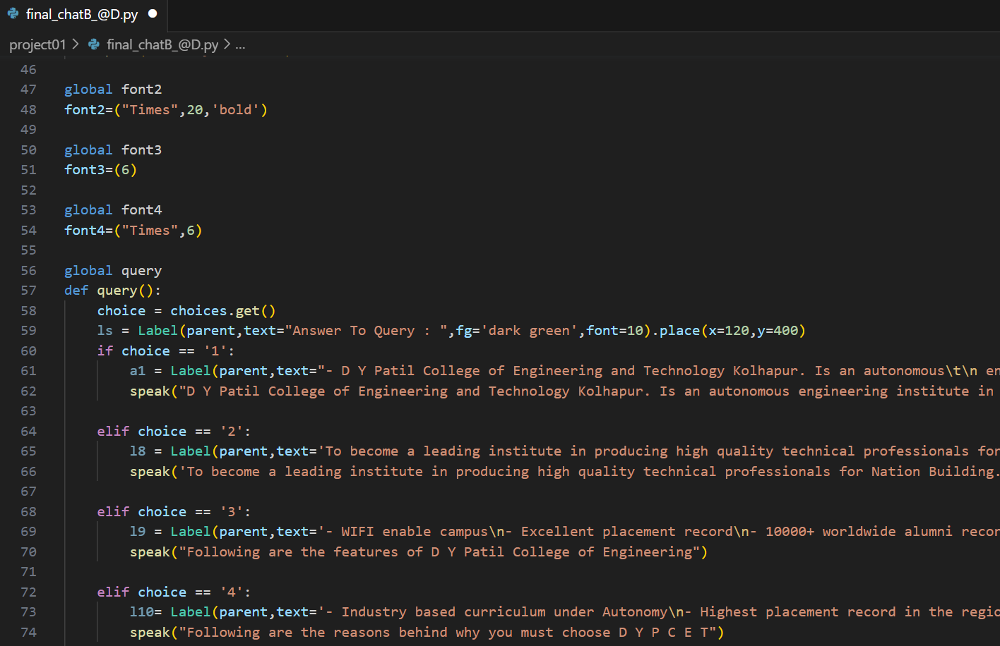 final_chatB_@D.py
project01 > final_chatB_@D.py > ...
46
47 global font2
48 font2=("Times",20,'bold')
49
50 global font3
51 font3=(6)
52
53 global font4
54 font4=("Times",6)
55
56 global query
57 def query():
58 choice = choices.get()
59 ls = Label(parent,text="Answer To Query : ",fg='dark green',font=10).place(x=120,y=400)
60 if choice == '1':
61 a1 = Label(parent,text="- D Y Patil College of Engineering and Technology Kolhapur. Is an autonomous\t\n en
62 speak("D Y Patil College of Engineering and Technology Kolhapur. Is an autonomous engineering institute in
63
64 elif choice == '2':
65 l8 = Label(parent,text='To become a leading institute in producing high quality technical professionals for
66 speak('To become a leading institute in producing high quality technical professionals for Nation Building.
67
68 elif choice == '3':
69 l9 = Label(parent,text='- WIFI enable campus\n- Excellent placement record\n- 10000+ worldwide alumni recor
70 speak("Following are the features of D Y Patil College of Engineering")
71
72 elif choice == '4':
73 l10= Label(parent,text='- Industry based curriculum under Autonomy\n- Highest placement record in the regio
74 speak("Following are the reasons behind why you must choose D Y P C E T")